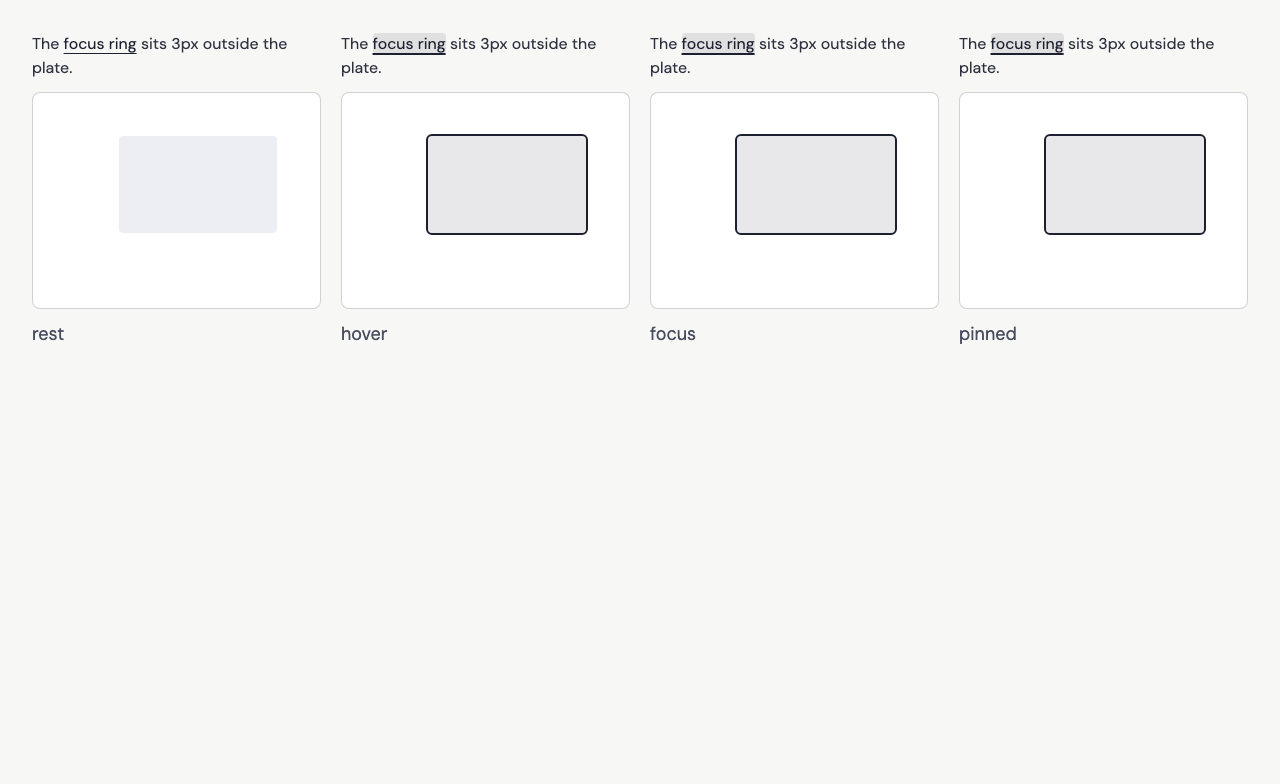 The focus ring sits 3px outside the
plate.
The focus ring sits 3px outside the
plate.
The focus ring sits 3px outside the
plate.
The focus ring sits 3px outside the
plate.
rest
hover
focus
pinned